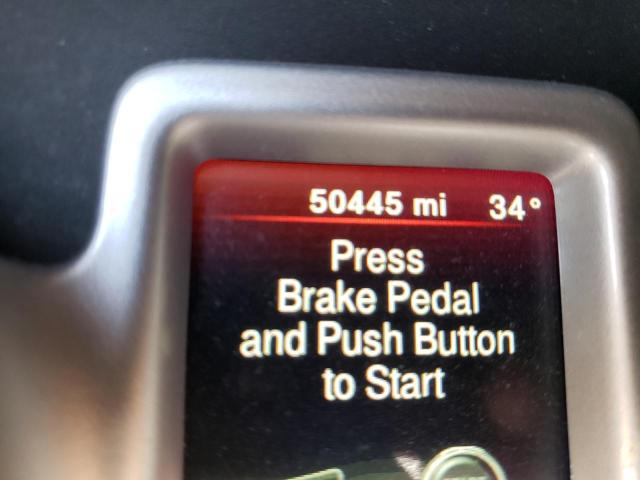 50445 mi 34°
Press
Brake Pedal
and Push Button
to Start